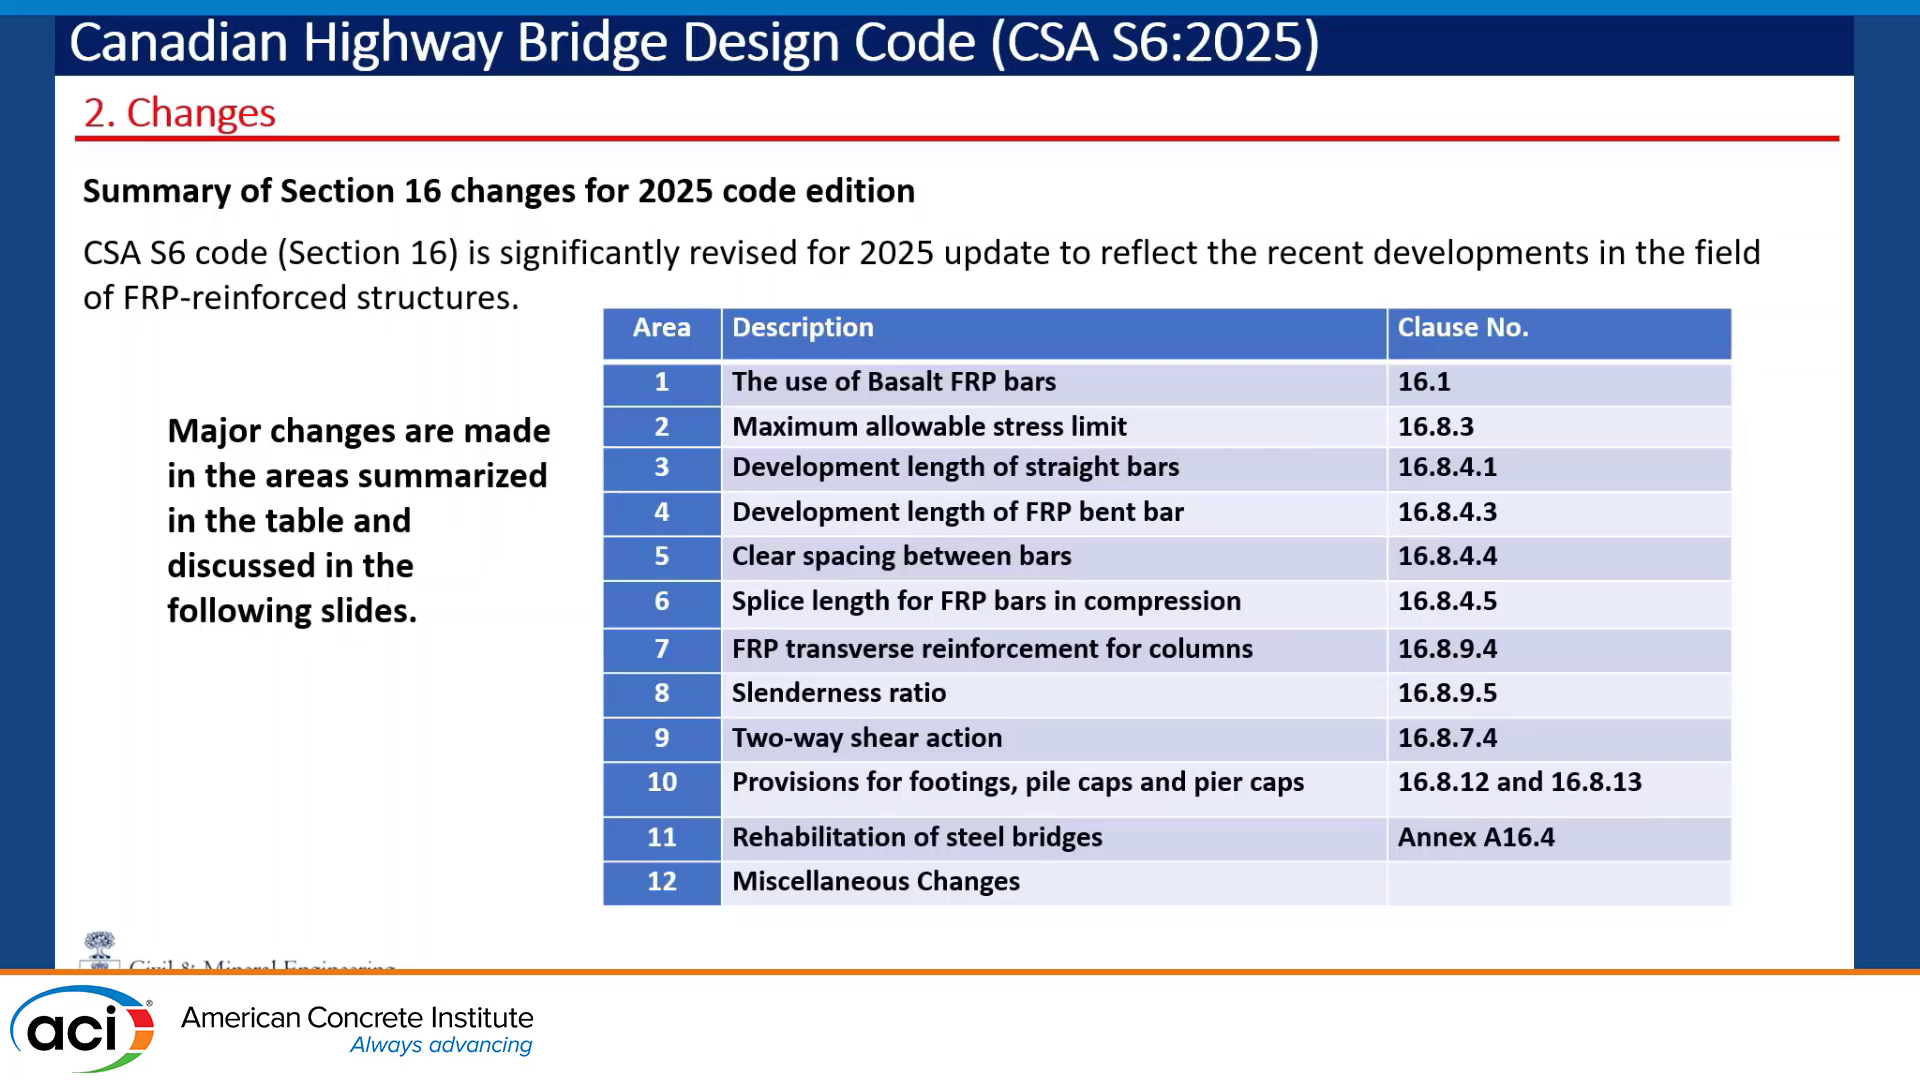 Canadian Highway Bridge Design Code (CSA S6:2025)
2. Changes
Summary of Section 16 changes for 2025 code edition
CSA S6 code (Section 16) is significantly revised for 2025 update to reflect the recent developments in the field
of FRP-reinforced structures.
Major changes are made
in the areas summarized
in the table and
discussed in the
following slides.
Area Description Clause No.
1 The use of Basalt FRP bars 16.1
2 Maximum allowable stress limit 16.8.3
3 Development length of straight bars 16.8.4.1
4 Development length of FRP bent bar 16.8.4.3
5 Clear spacing between bars 16.8.4.4
6 Splice length for FRP bars in compression 16.8.4.5
7 FRP transverse reinforcement for columns 16.8.9.4
8 Slenderness ratio 16.8.9.5
9 Two-way shear action 16.8.7.4
10 Provisions for footings, pile caps and pier caps 16.8.12 and 16.8.13
11 Rehabilitation of steel bridges Annex A16.4
12 Miscellaneous Changes
Civil & Mineral Engineering
aci®
American Concrete Institute
Always advancing